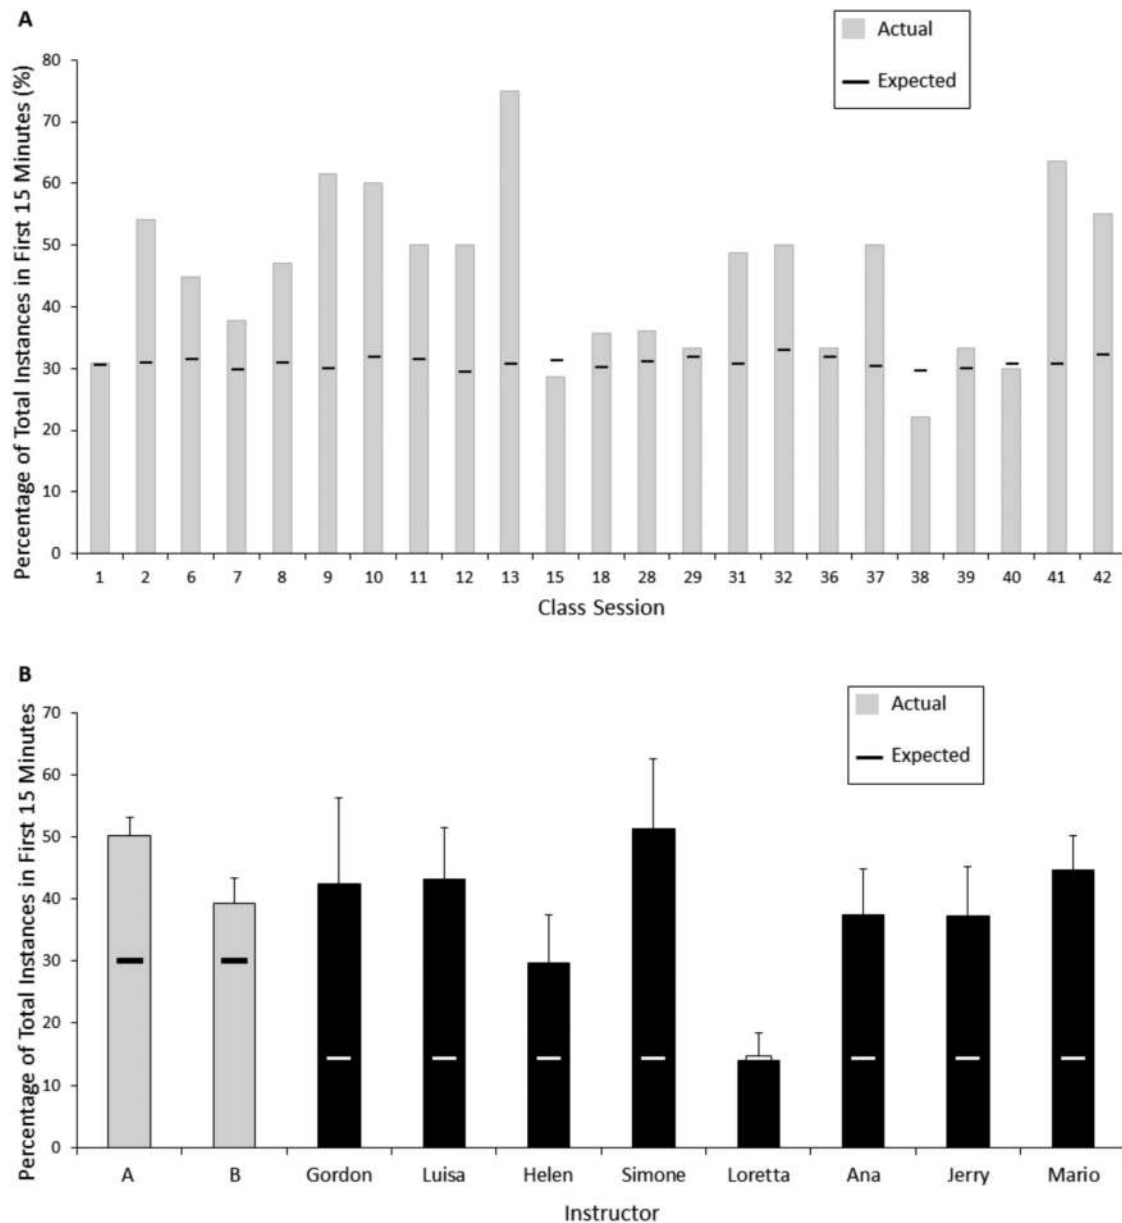 A
Actual
Expected
Percentage of Total Instances in First 15 Minutes (%)
80
70
60
50
40
30
20
10
0
1 2 6 7 8 9 10 11 12 13 15 18 28 29 31 32 36 37 38 39 40 41 42
Class Session
B
Actual
Expected
Percentage of Total Instances in First 15 Minutes
70
60
50
40
30
20
10
0
A B Gordon Luisa Helen Simone Loretta Ana Jerry Mario
Instructor